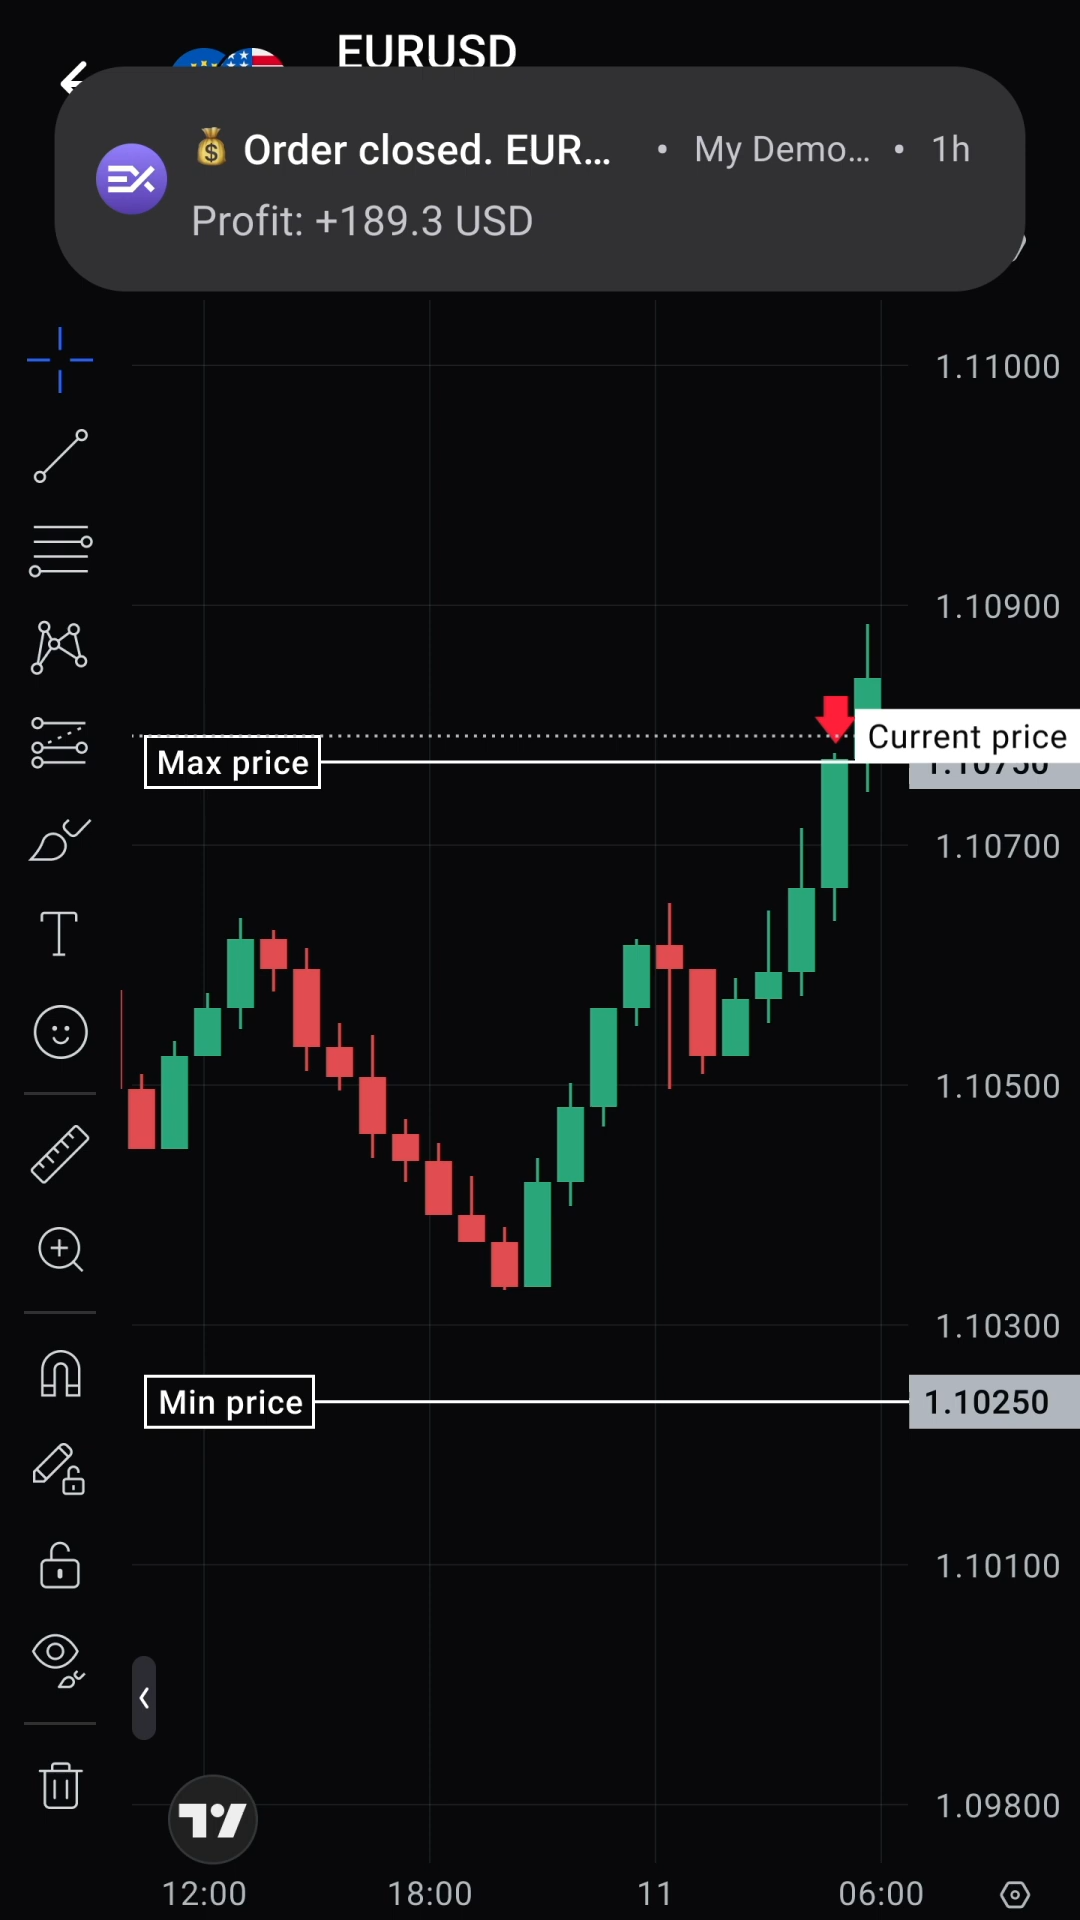 EURUSD
Order closed. EUR... • My Demo... • 1h
Profit: +189.3 USD
1.11000
1.10900
Current price
Max price
1.10750
1.10700
1.10500
1.10300
Min price
1.10250
1.10100
1.09800
12:00 18:00 11 06:00